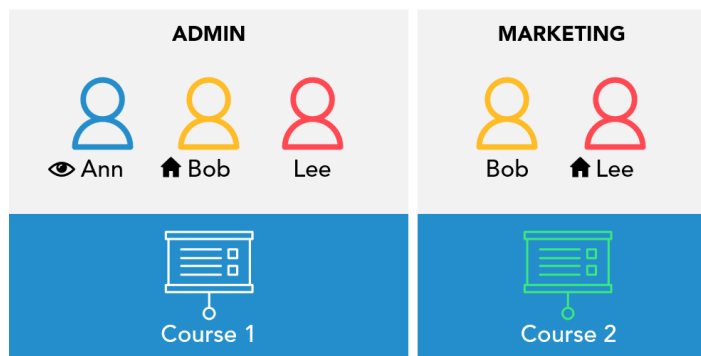 ADMIN
Ann
Bob
Lee
Course 1
MARKETING
Bob
Lee
Course 2